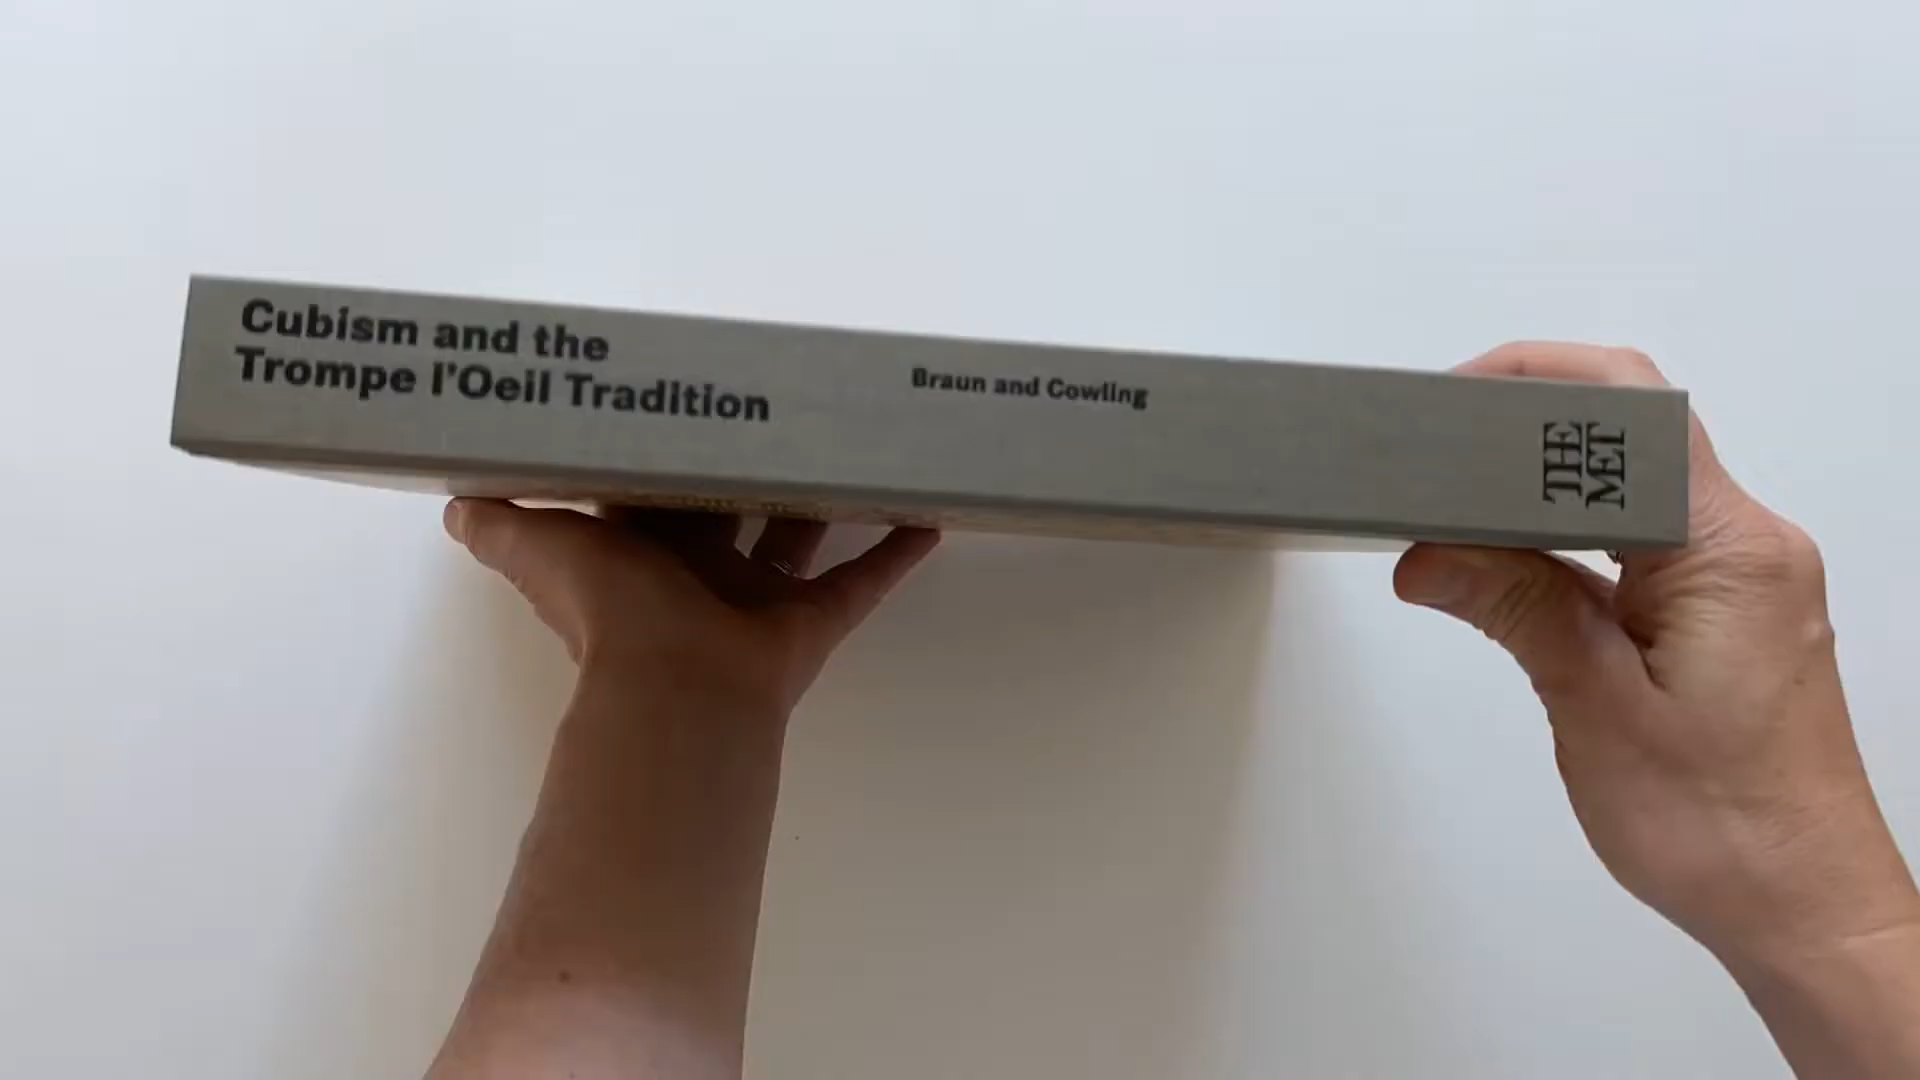 Cubism and the
Trompe l'Oeil Tradition
Braun and Cowling
THE
MET